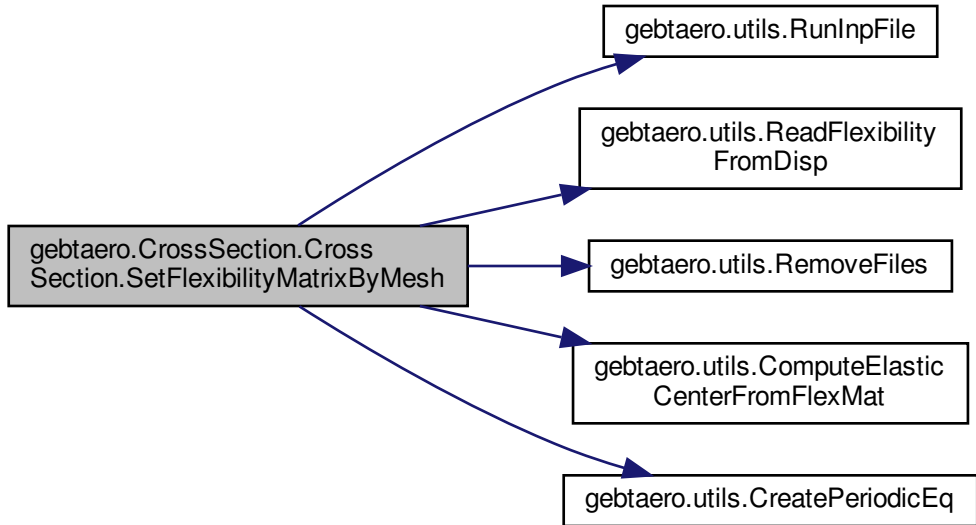 gebtaero.utils.RunInpFile
gebtaero.utils.ReadFlexibility
FromDisp
gebtaero.CrossSection.Cross
Section.SetFlexibilityMatrixByMesh
gebtaero.utils.RemoveFiles
gebtaero.utils.ComputeElastic
CenterFromFlexMat
gebtaero.utils.CreatePeriodicEq